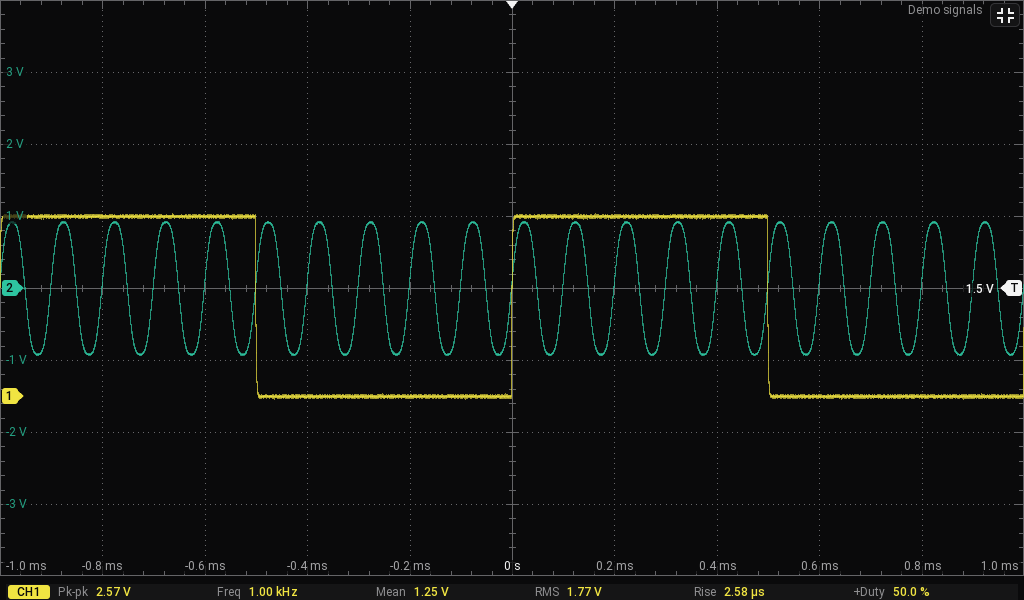 Demo signals
3 V
2 V
1 V
2
1.5 V T
-1 V
1
-2 V
-3 V
-1.0 ms -0.8 ms -0.6 ms -0.4 ms -0.2 ms 0 s 0.2 ms 0.4 ms 0.6 ms 0.8 ms 1.0 ms
CH1 Pk-pk 2.57 V Freq 1.00 kHz Mean 1.25 V RMS 1.77 V Rise 2.58 µs +Duty 50.0 %